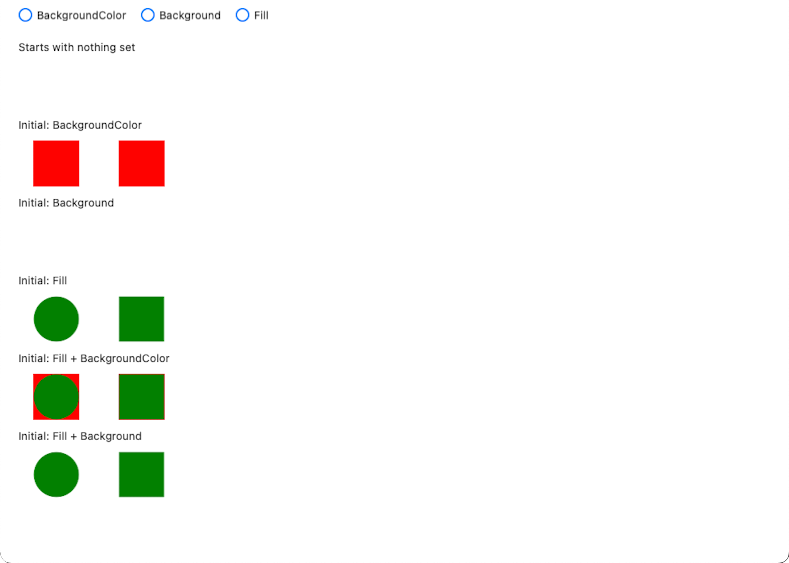 BackgroundColor Background Fill
Starts with nothing set
Initial: BackgroundColor
Initial: Background
Initial: Fill
Initial: Fill + BackgroundColor
Initial: Fill + Background